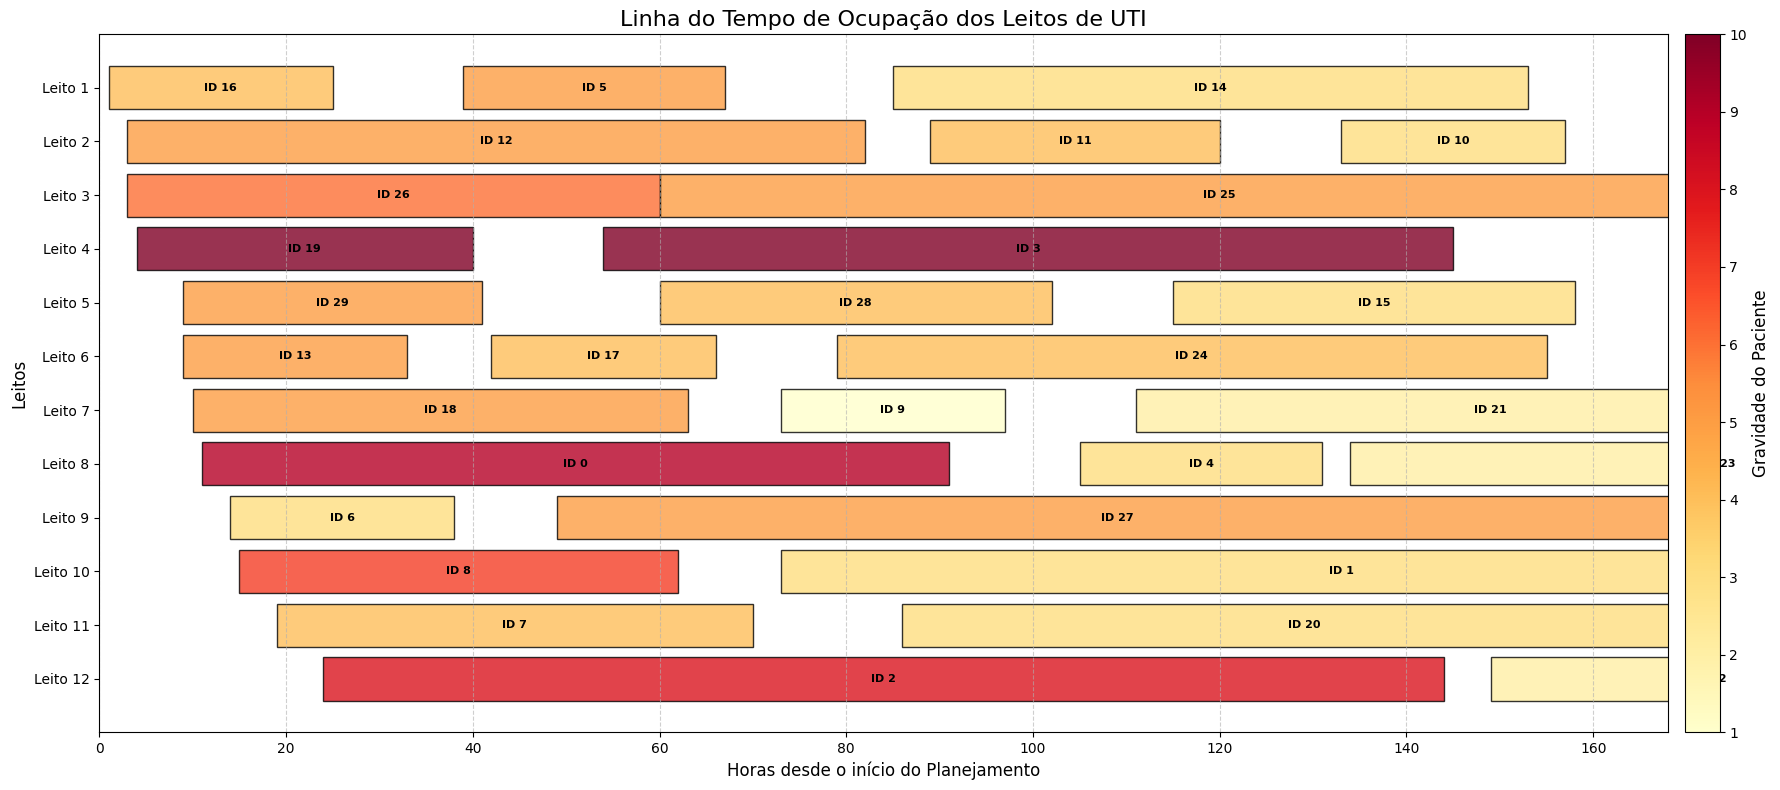 Linha do Tempo de Ocupação dos Leitos de UTI
Leitos
Leito 1
ID 16
ID 5
ID 14
Leito 2
ID 12
ID 11
ID 10
Leito 3
ID 26
ID 25
Leito 4
ID 19
ID 3
Leito 5
ID 29
ID 28
ID 15
Leito 6
ID 13
ID 17
ID 24
Leito 7
ID 18
ID 9
ID 21
Leito 8
ID 0
ID 4
23
Leito 9
ID 6
ID 27
Leito 10
ID 8
ID 1
Leito 11
ID 7
ID 20
Leito 12
ID 2
2
0 20 40 60 80 100 120 140 160
Horas desde o início do Planejamento
10
9
8
7
6
5
4
3
2
1
Gravidade do Paciente